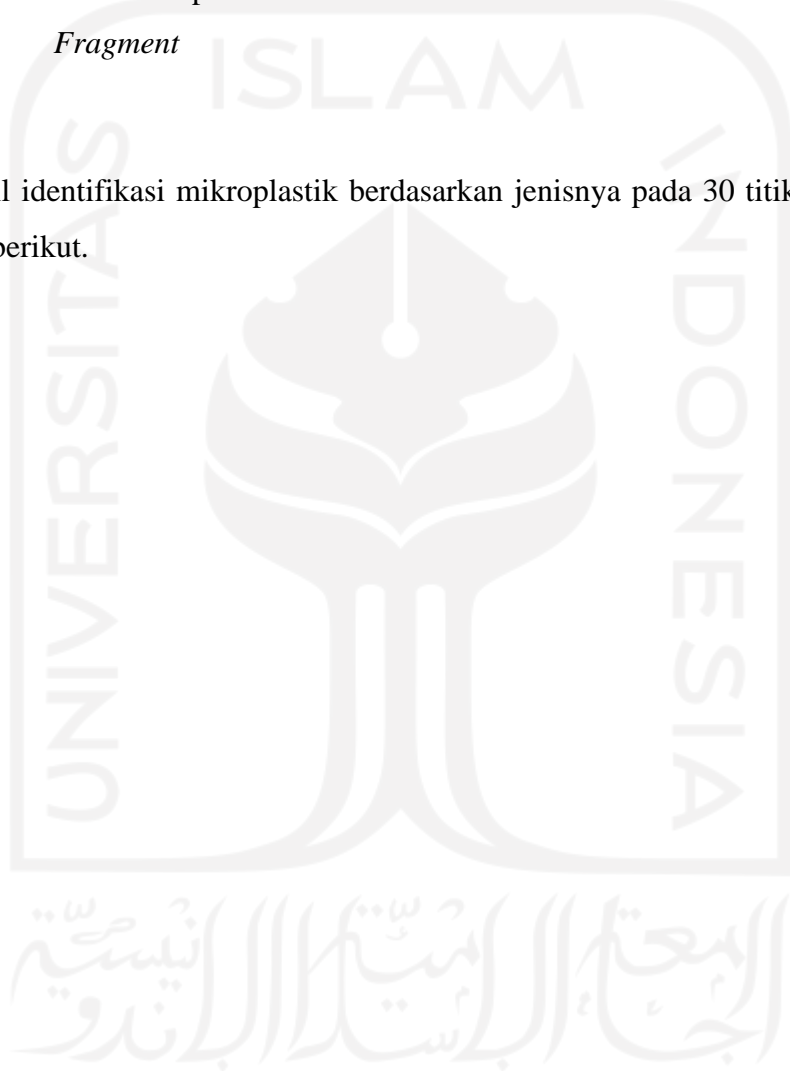 Fragment
ISLAM
l identifikasi mikroplastik berdasarkan jenisnya pada 30 titik
berikut.
UNIVERSITAS
INDONESIA